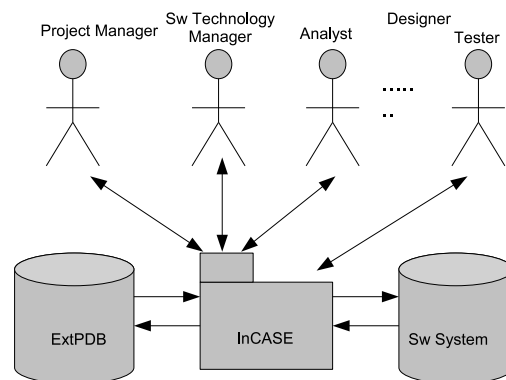 Project Manager
Sw Technology
Manager
Analyst
Designer
Tester
.....
..
ExtPDB
InCASE
Sw System